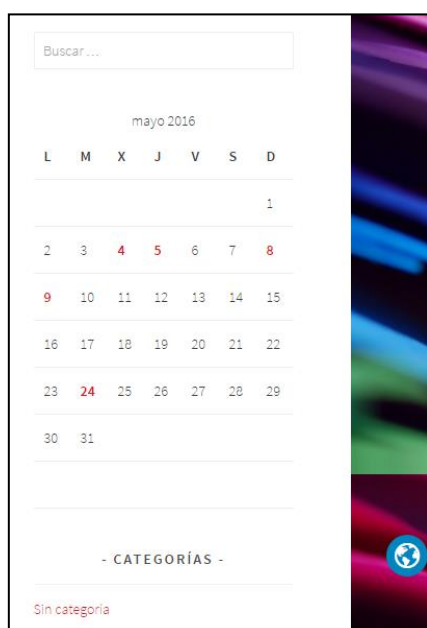 Buscar ...
mayo 2016
L M X J V S D
1
2 3 4 5 6 7 8
9 10 11 12 13 14 15
16 17 18 19 20 21 22
23 24 25 26 27 28 29
30 31
- CATEGORÍAS -
Sin categoría